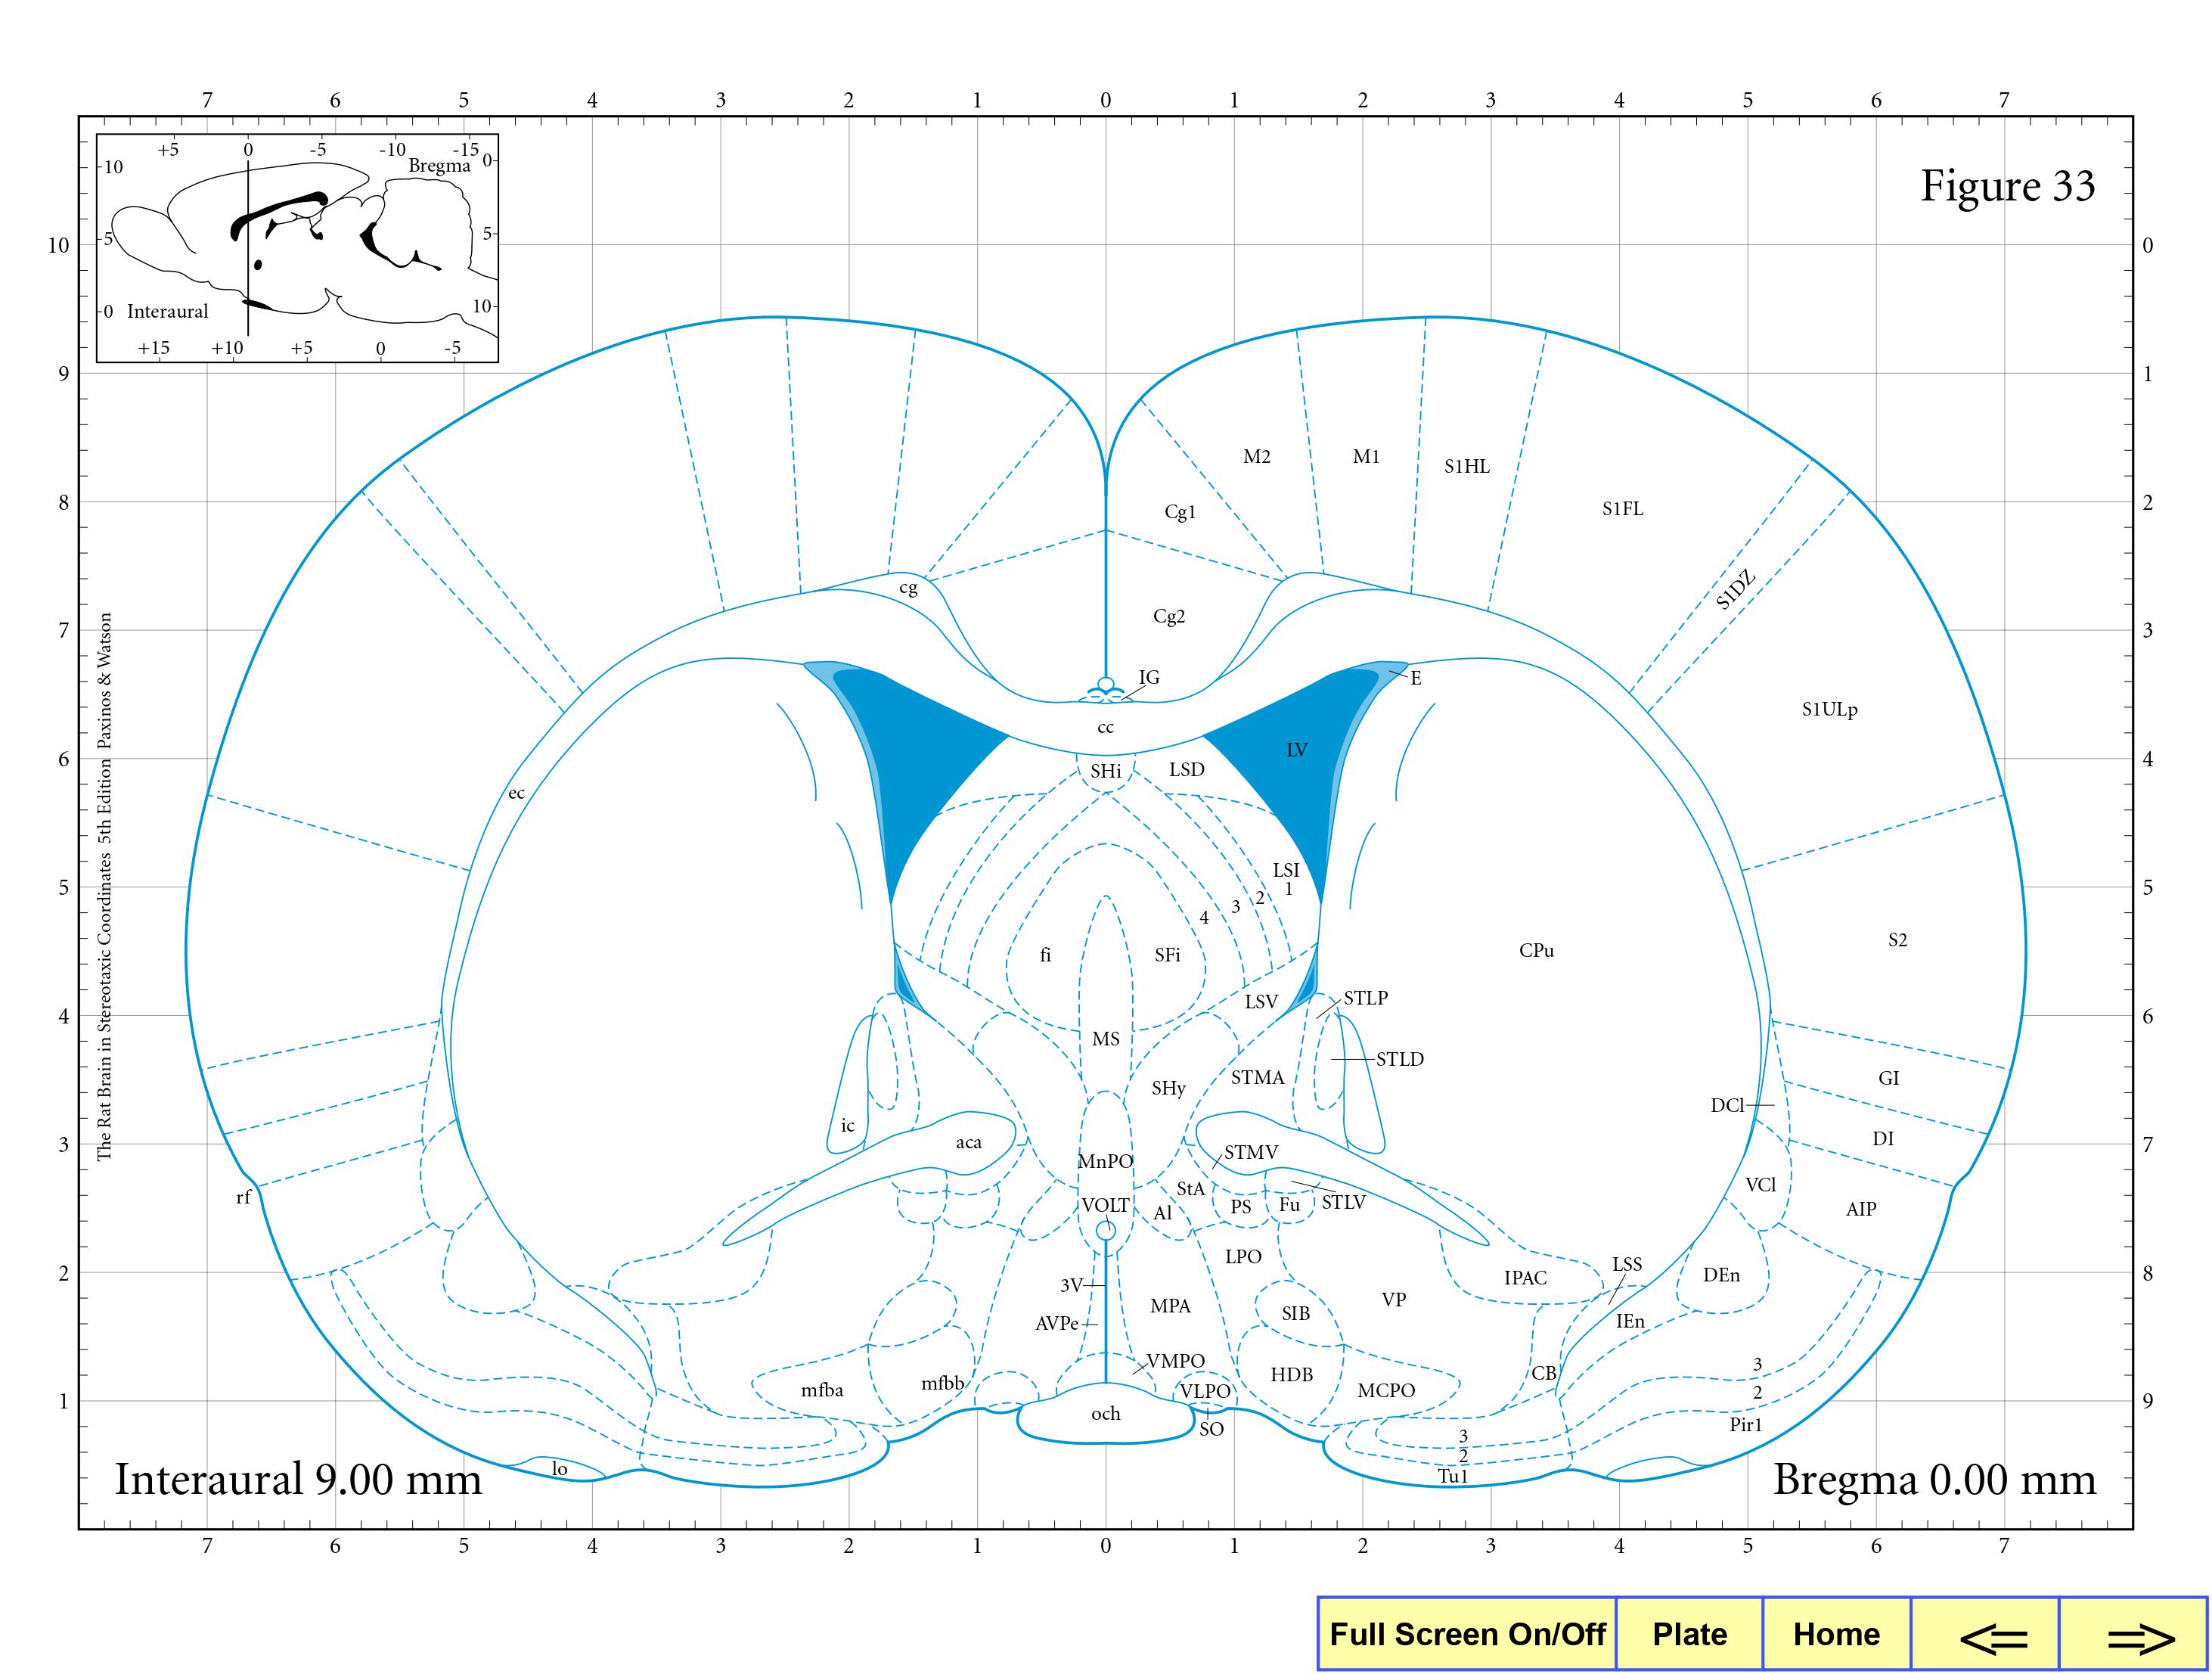 7 6 5 4 3 2 1 0 1 2 3 4 5 6 7
+5 0 -5 -10 -15
Bregma
10 5 0
0 5 10
Interaural
+15 +10 +5 0 -5
Figure 33
10 9 8 7 6 5 4 3 2 1
0 1 2 3 4 5 6 7 8 9
The Rat Brain in Stereotaxic Coordinates 5th Edition Paxinos & Watson
M2 M1 S1HL
S1FL
Cg1
cg
S1DZ
Cg2
IG
E
S1ULp
cc
LV
SHi
LSD
ec
LSI
1
2
3
4
S2
CPu
fi
SFi
LSV
STLP
MS
STLD
STMA
GI
SHy
DCl
ic
aca
DI
STMV
MnPO
VCl
StA
rf
STLV
VOLT
PS
Fu
AIP
Al
LPO
LSS
DEn
IPAC
3V
VP
MPA
SIB
IEn
AVPe
VMPO
3
CB
HDB
mfbb
mfba
VLPO
MCPO
2
och
Pir1
SO
3
2
Tu1
lo
Interaural 9.00 mm
Bregma 0.00 mm
7 6 5 4 3 2 1 0 1 2 3 4 5 6 7
Full Screen On/Off Plate Home <= =>